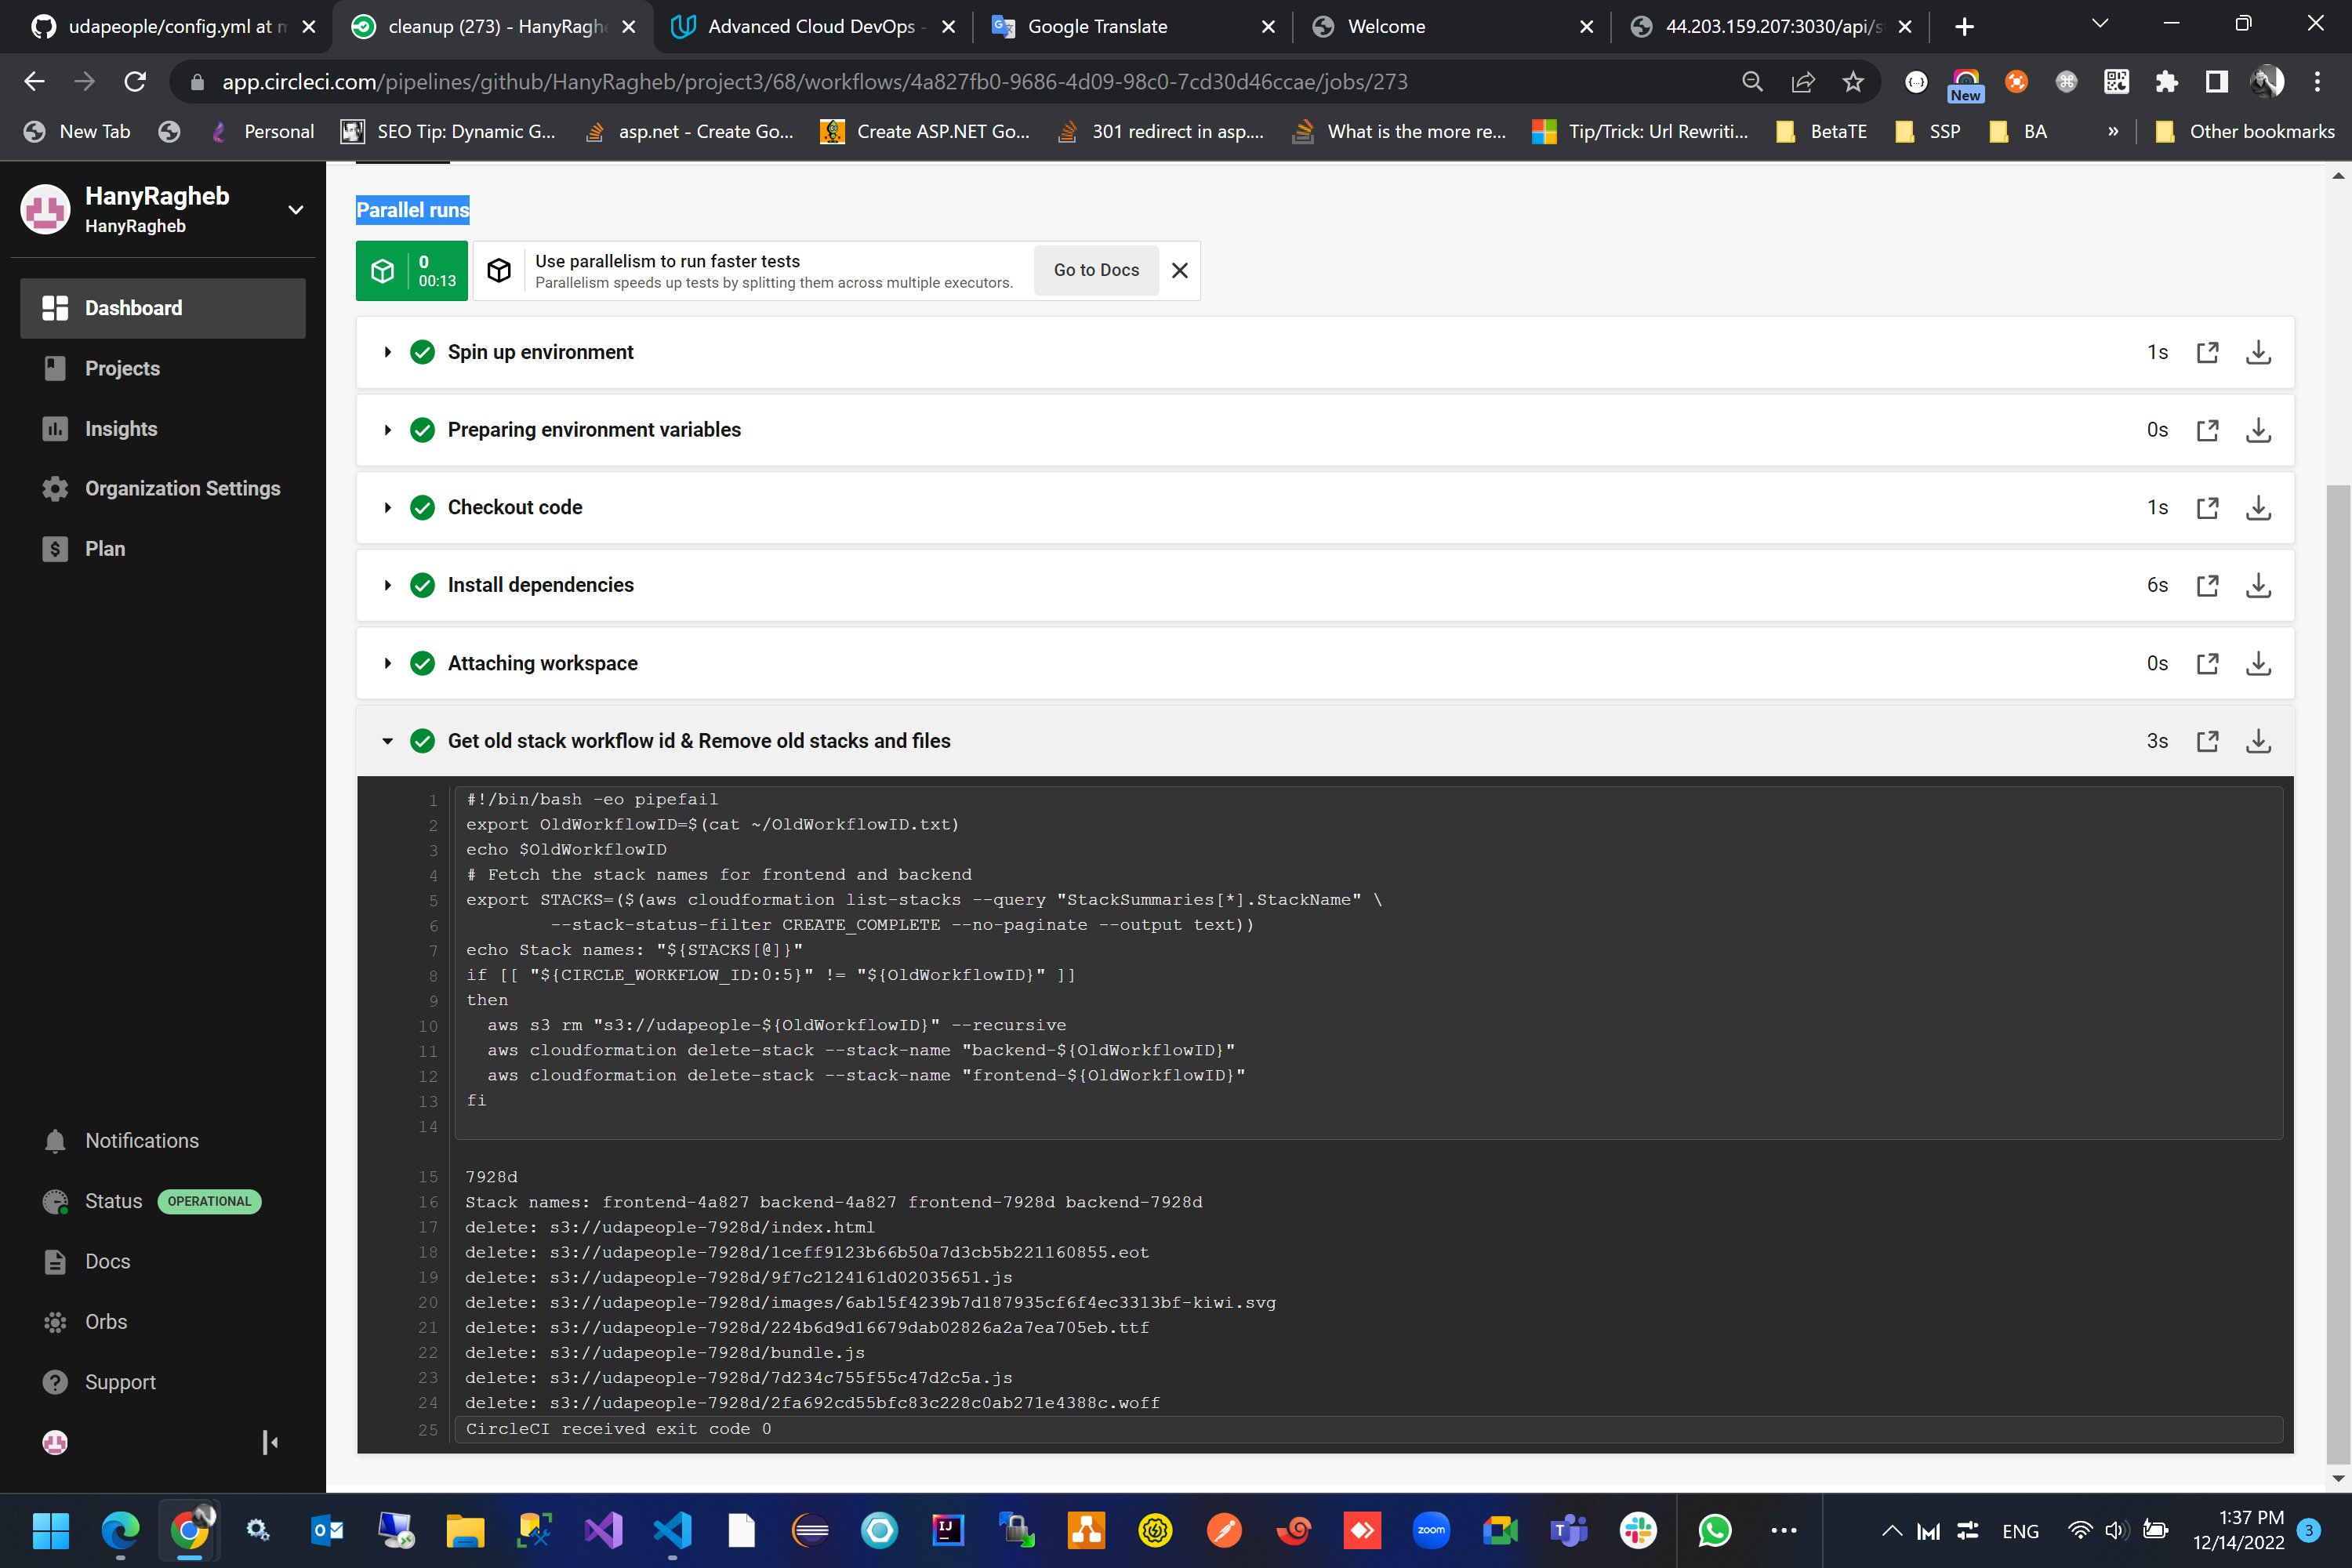 udapeople/config.yml at m
cleanup (273) - HanyRaghe
Advanced Cloud DevOps -
Google Translate
Welcome
44.203.159.207:3030/api/s
app.circleci.com/pipelines/github/HanyRagheb/project3/68/workflows/4a827fb0-9686-4d09-98c0-7cd30d46ccae/jobs/273
New
New Tab
Personal
SEO Tip: Dynamic G...
asp.net - Create Go...
Create ASP.NET Go...
301 redirect in asp....
What is the more re...
Tip/Trick: Url Rewriti...
BetaTE
SSP
BA
»
Other bookmarks
HanyRagheb
HanyRagheb
Dashboard
Projects
Insights
Organization Settings
Plan
Notifications
Status OPERATIONAL
Docs
Orbs
Support
Parallel runs
0
00:13
Use parallelism to run faster tests
Parallelism speeds up tests by splitting them across multiple executors.
Go to Docs
Spin up environment 1s
Preparing environment variables 0s
Checkout code 1s
Install dependencies 6s
Attaching workspace 0s
Get old stack workflow id & Remove old stacks and files 3s
1 #!/bin/bash -eo pipefail
2 export OldWorkflowID=$(cat ~/OldWorkflowID.txt)
3 echo $OldWorkflowID
4 # Fetch the stack names for frontend and backend
5 export STACKS=($(aws cloudformation list-stacks --query "StackSummaries[*].StackName" \
6 --stack-status-filter CREATE_COMPLETE --no-paginate --output text))
7 echo Stack names: "${STACKS[@]}"
8 if [[ "${CIRCLE_WORKFLOW_ID:0:5}" != "${OldWorkflowID}" ]]
9 then
10 aws s3 rm "s3://udapeople-${OldWorkflowID}" --recursive
11 aws cloudformation delete-stack --stack-name "backend-${OldWorkflowID}"
12 aws cloudformation delete-stack --stack-name "frontend-${OldWorkflowID}"
13 fi
14
15 7928d
16 Stack names: frontend-4a827 backend-4a827 frontend-7928d backend-7928d
17 delete: s3://udapeople-7928d/index.html
18 delete: s3://udapeople-7928d/1ceff9123b66b50a7d3cb5b221160855.eot
19 delete: s3://udapeople-7928d/9f7c2124161d02035651.js
20 delete: s3://udapeople-7928d/images/6ab15f4239b7d187935cf6f4ec3313bf-kiwi.svg
21 delete: s3://udapeople-7928d/224b6d9d16679dab02826a2a7ea705eb.ttf
22 delete: s3://udapeople-7928d/bundle.js
23 delete: s3://udapeople-7928d/7d234c755f55c47d2c5a.js
24 delete: s3://udapeople-7928d/2fa692cd55bfc83c228c0ab271e4388c.woff
25 CircleCI received exit code 0
zoom
ENG
1:37 PM
12/14/2022
3